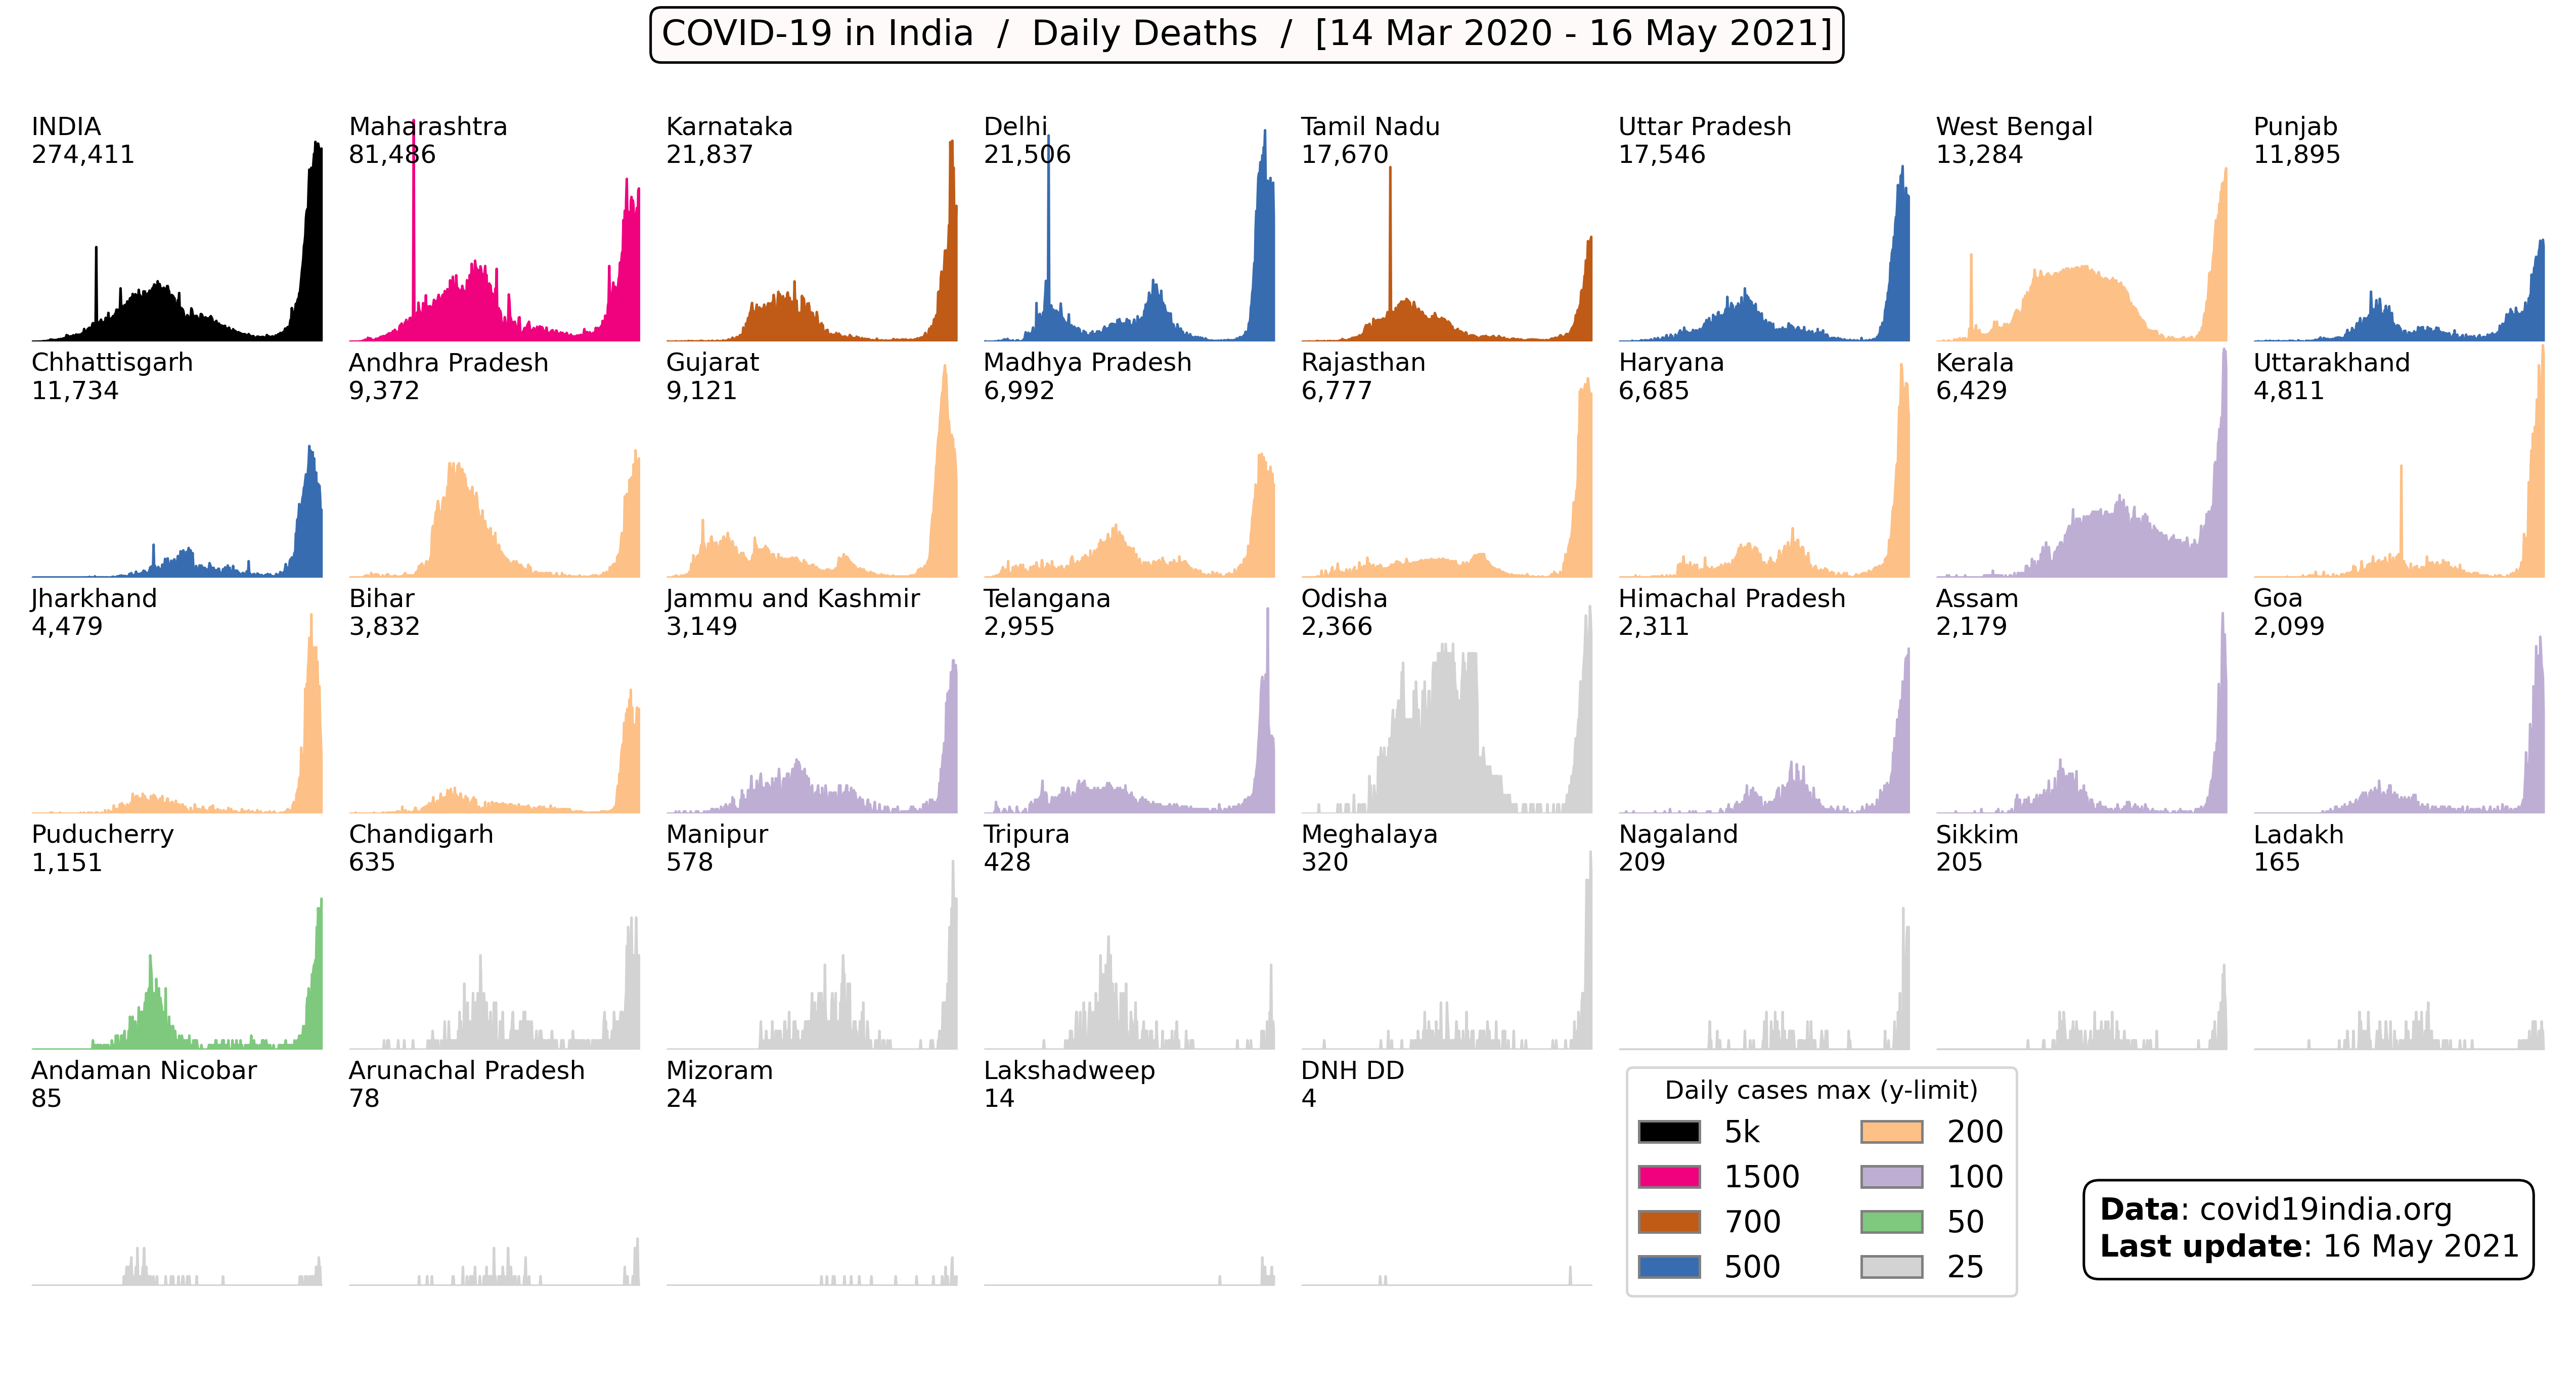 COVID-19 in India / Daily Deaths / [14 Mar 2020 - 16 May 2021]
INDIA
274,411
Maharashtra
81,486
Karnataka
21,837
Delhi
21,506
Tamil Nadu
17,670
Uttar Pradesh
17,546
West Bengal
13,284
Punjab
11,895
Chhattisgarh
11,734
Andhra Pradesh
9,372
Gujarat
9,121
Madhya Pradesh
6,992
Rajasthan
6,777
Haryana
6,685
Kerala
6,429
Uttarakhand
4,811
Jharkhand
4,479
Bihar
3,832
Jammu and Kashmir
3,149
Telangana
2,955
Odisha
2,366
Himachal Pradesh
2,311
Assam
2,179
Goa
2,099
Puducherry
1,151
Chandigarh
635
Manipur
578
Tripura
428
Meghalaya
320
Nagaland
209
Sikkim
205
Ladakh
165
Andaman Nicobar
85
Arunachal Pradesh
78
Mizoram
24
Lakshadweep
14
DNH DD
4
Daily cases max (y-limit)
5k
1500
700
500
200
100
50
25
Data: covid19india.org
Last update: 16 May 2021